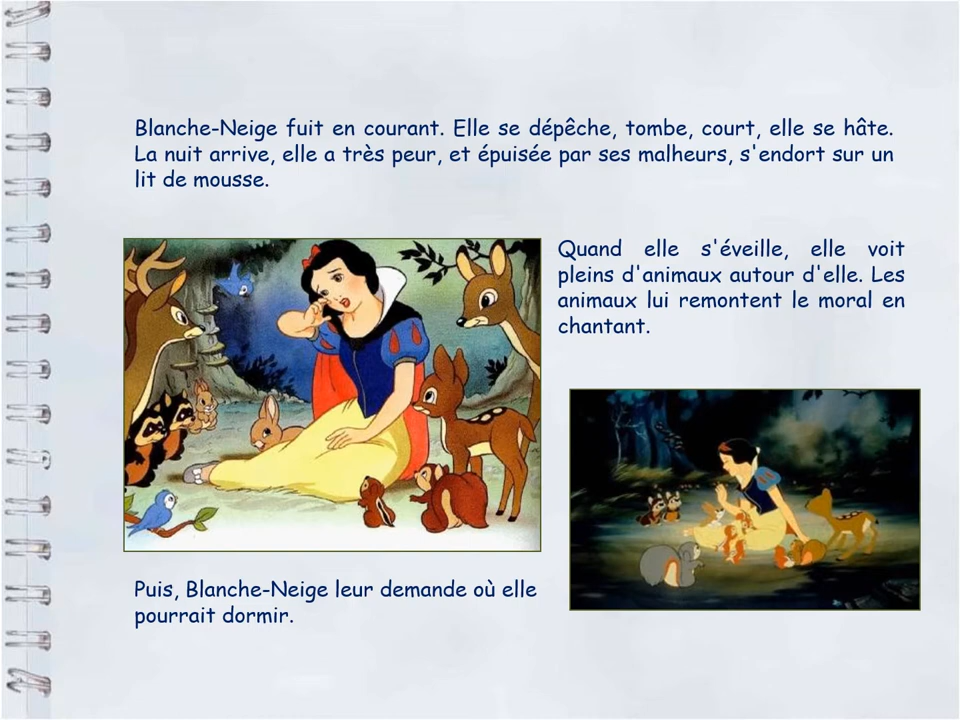 Blanche-Neige fuit en courant. Elle se dépêche, tombe, court, elle se hâte.
La nuit arrive, elle a très peur, et épuisée par ses malheurs, s'endort sur un
lit de mousse.
Quand elle s'éveille, elle voit
pleins d'animaux autour d'elle. Les
animaux lui remontent le moral en
chantant.
Puis, Blanche-Neige leur demande où elle
pourrait dormir.